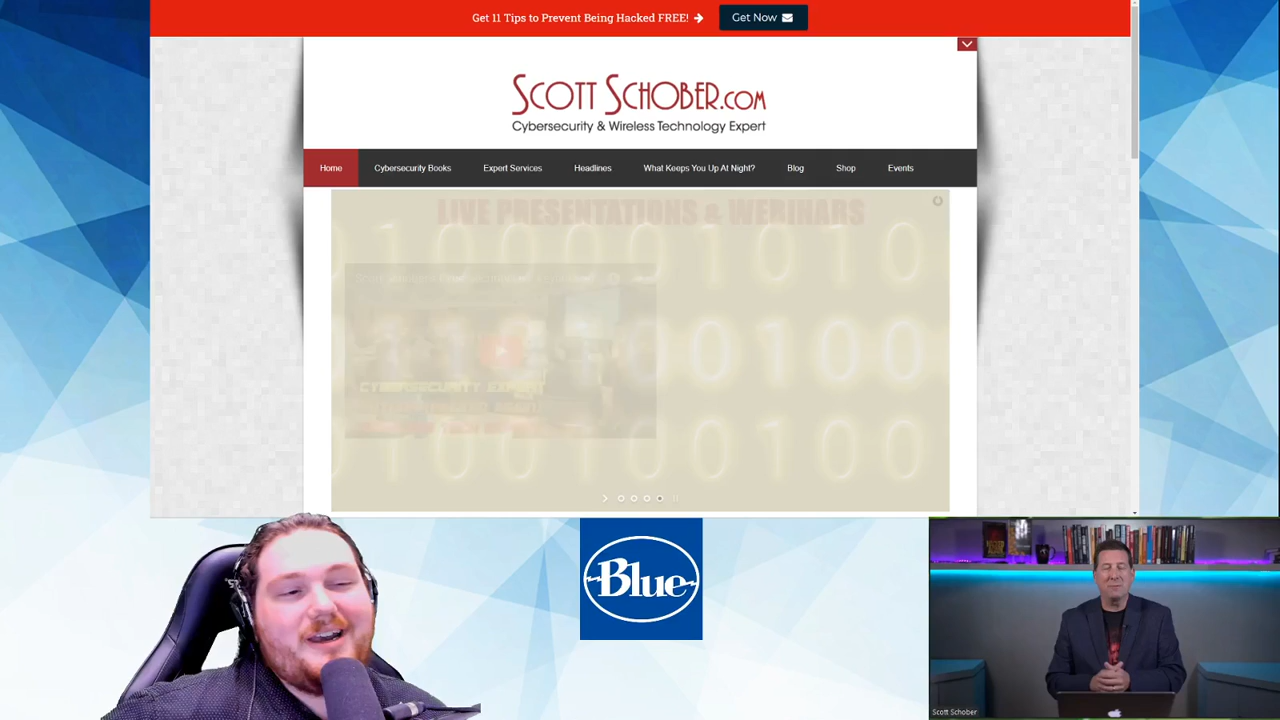 Get 11 Tips to Prevent Being Hacked FREE!
Get Now
SCOTT SCHOBER.COM
Cybersecurity & Wireless Technology Expert
Home
Cybersecurity Books
Expert Services
Headlines
What Keeps You Up At Night?
Blog
Shop
Events
LIVE PRESENTATIONS & WEBINARS
CYBERSECURITY EXPERT
Blue
Scott Schober